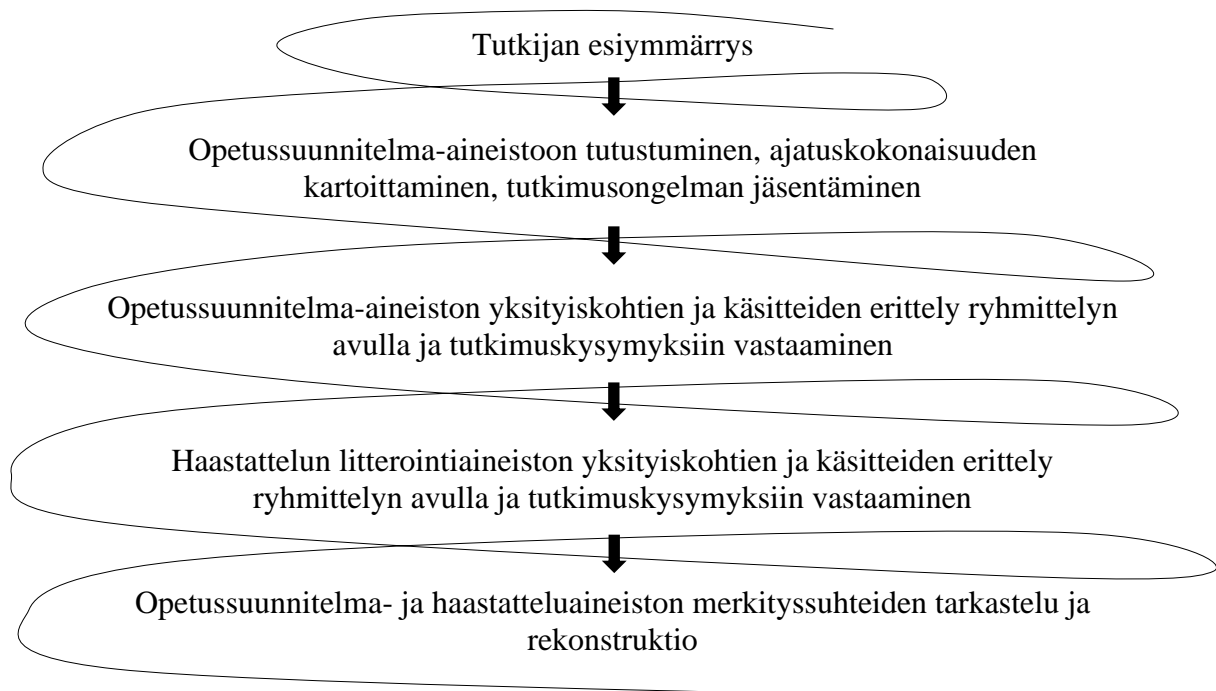 Tutkijan esiymmärrys
Opetussuunnitelma-aineistoon tutustuminen, ajatuskokonaisuuden
kartoittaminen, tutkimusongelman jäsentäminen
Opetussuunnitelma-aineiston yksityiskohtien ja käsitteiden erittely ryhmittelyn
avulla ja tutkimuskysymyksiin vastaaminen
Haastattelun litterointiaineiston yksityiskohtien ja käsitteiden erittely
ryhmittelyn avulla ja tutkimuskysymyksiin vastaaminen
Opetussuunnitelma- ja haastatteluaineiston merkityssuhteiden tarkastelu ja
rekonstruktio